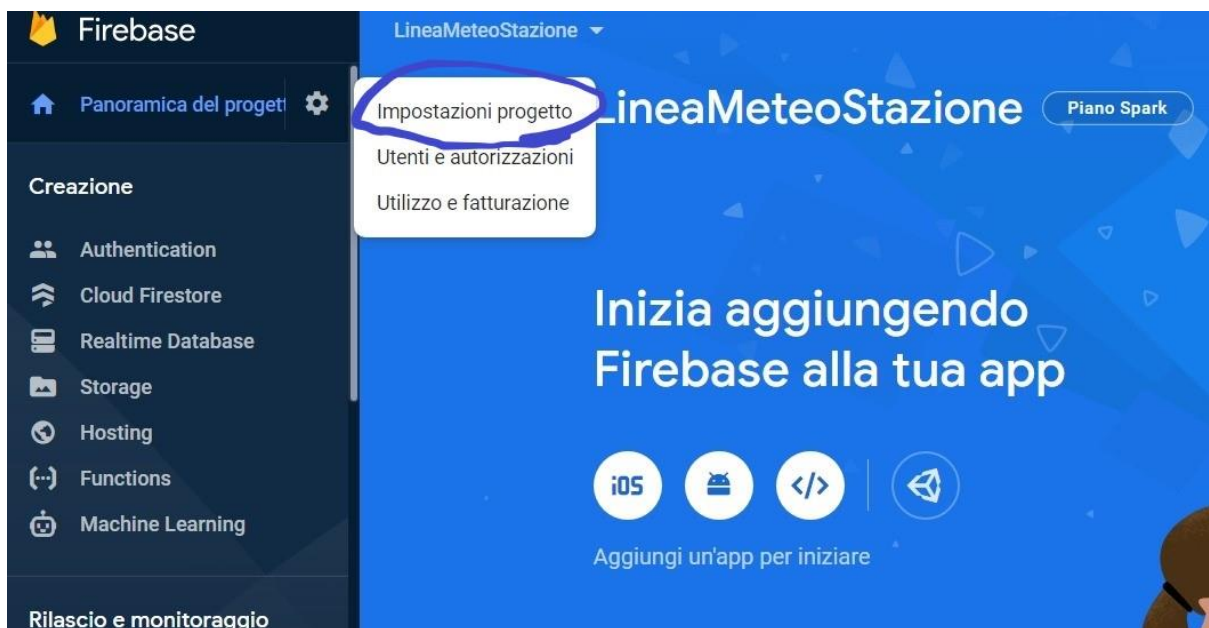 Firebase
LineaMeteoStazione
Panoramica del proget
Impostazioni progetto
Utenti e autorizzazioni
Utilizzo e fatturazione
LineaMeteoStazione
Piano Spark
Creazione
Authentication
Cloud Firestore
Realtime Database
Storage
Hosting
Functions
Machine Learning
Rilascio e monitoraggio
Inizia aggiungendo
Firebase alla tua app
iOS
</>
Aggiungi un'app per iniziare